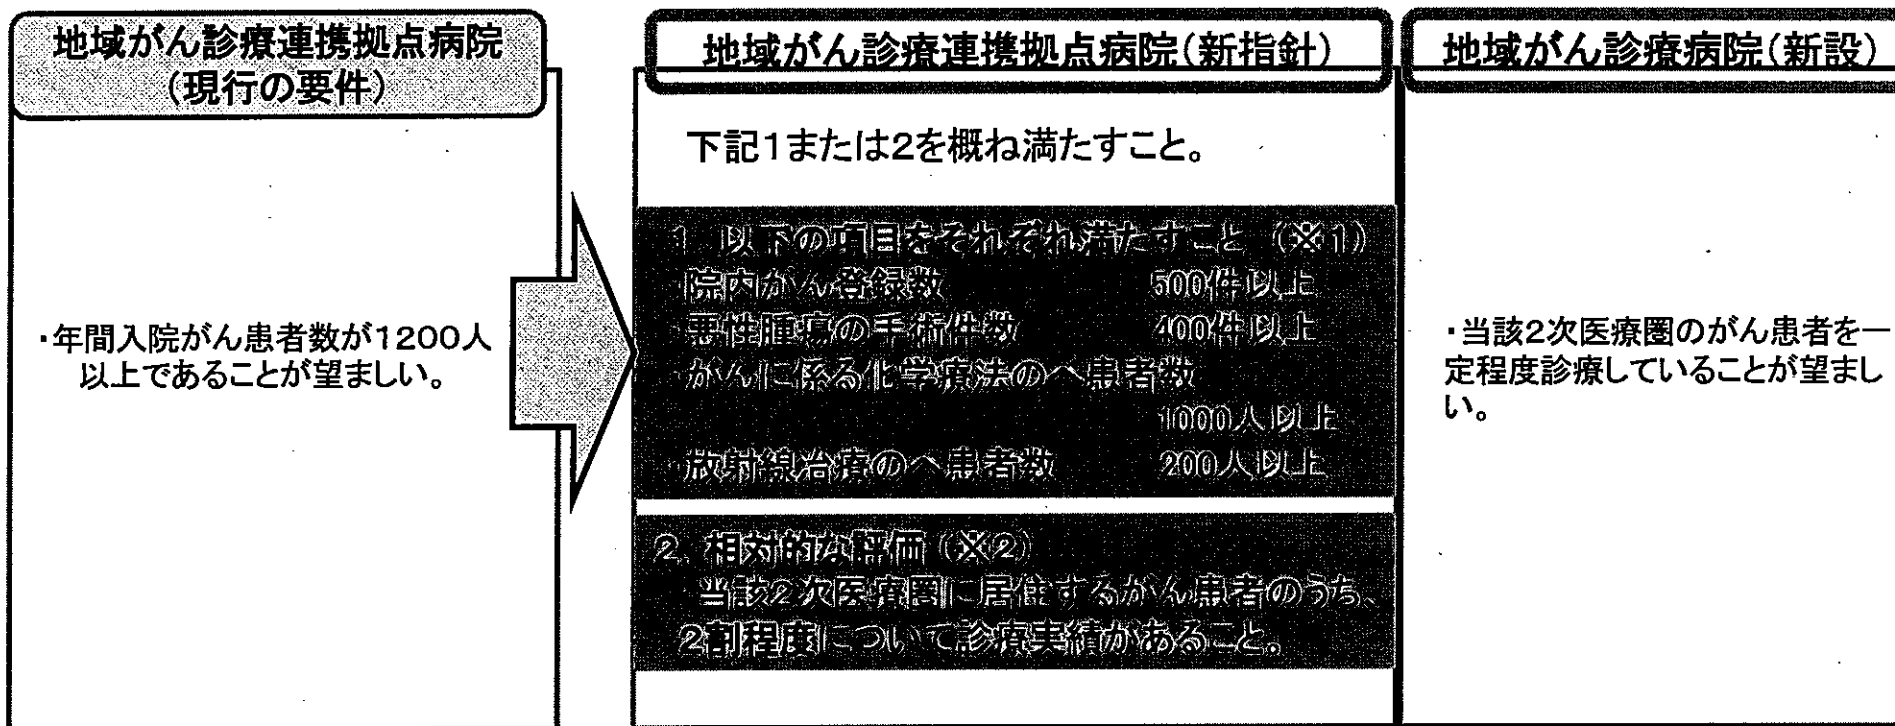 地域がん診療連携拠点病院
(現行の要件)
・年間入院がん患者数が1200人
以上であることが望ましい。
地域がん診療連携拠点病院(新指針)
下記1または2を概ね満たすこと。
1. 以下の項目をそれぞれ満たすこと (※1)
院内がん登録数 500件以上
悪性腫瘍の手術件数 400件以上
がんに係る化学療法のべ患者数
1000人以上
放射線治療のべ患者数 200人以上
2. 相対的な評価 (※2)
当該2次医療圏に居住するがん患者のうち、
2割程度について診療実績があること。
地域がん診療病院(新設)
・当該2次医療圏のがん患者を一
定程度診療していることが望まし
い。